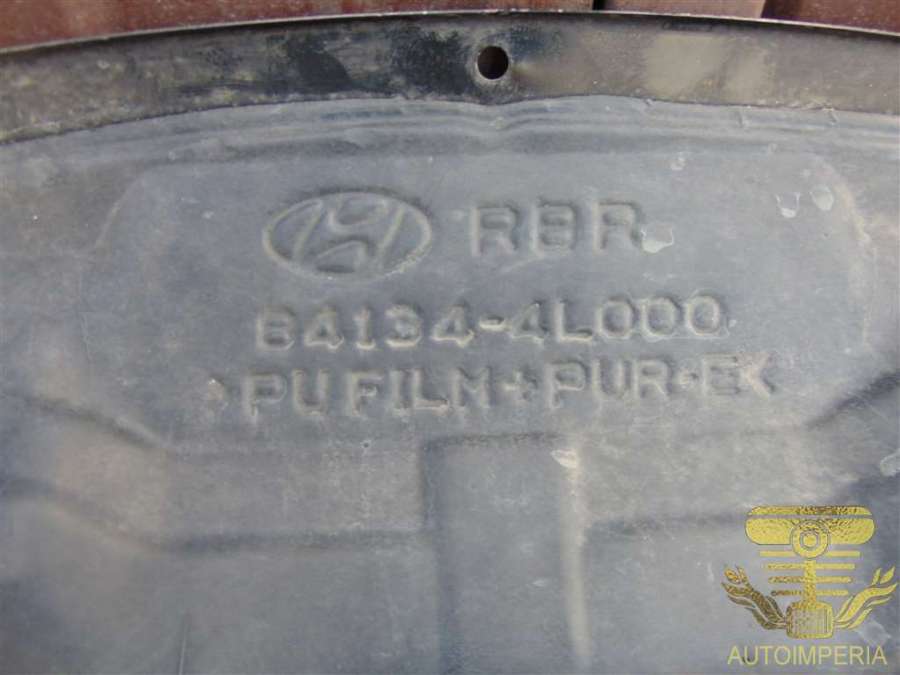 RBR
84134-4L000
>PU FILM+PUR-E<
AUTOIMPERIA